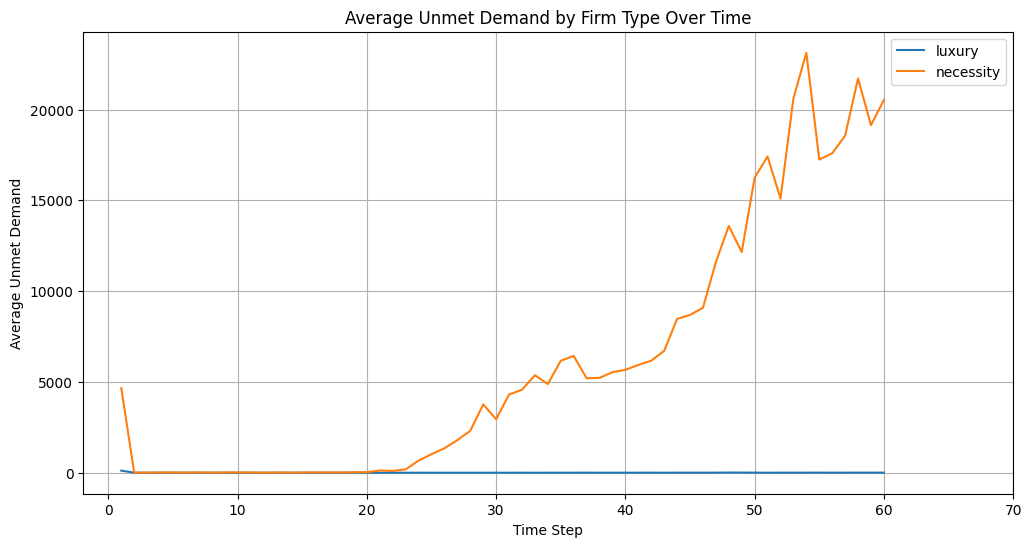 Average Unmet Demand by Firm Type Over Time
luxury
necessity
Average Unmet Demand
20000
15000
10000
5000
0
0 10 20 30 40 50 60 70
Time Step